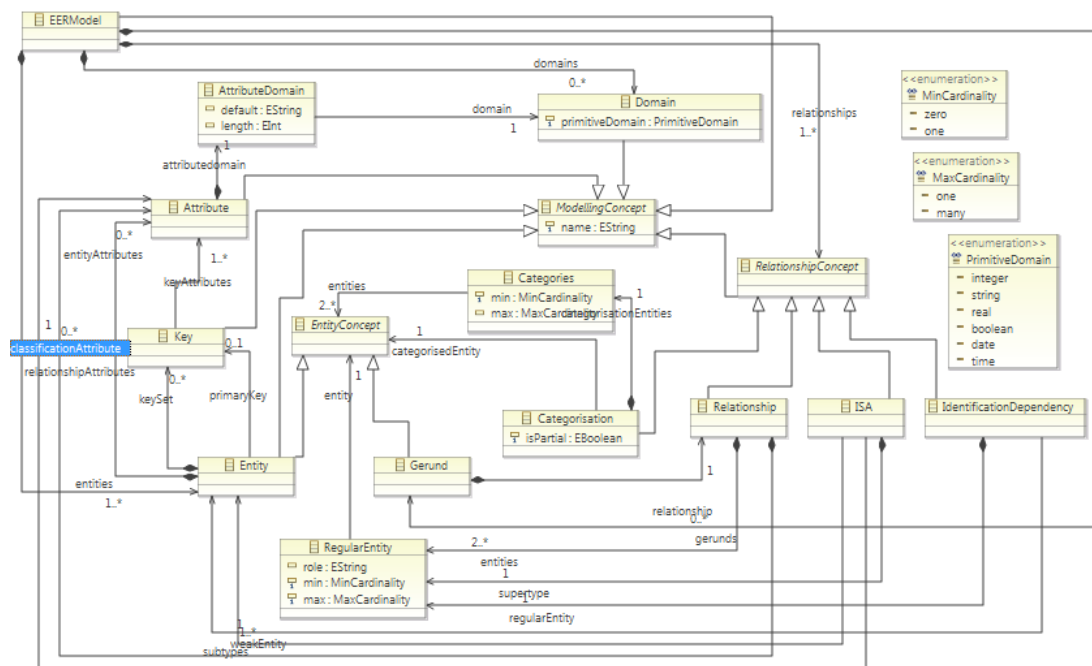 EERModel
domains
0..*
AttributeDomain
default : EString
length : EInt
domain
1
Domain
primitiveDomain : PrimitiveDomain
relationships
1..*
<<enumeration>>
MinCardinality
zero
one
1
attributedomain
<<enumeration>>
MaxCardinality
one
many
Attribute
0..*
entityAttributes
1..*
keyAttributes
ModellingConcept
name : EString
<<enumeration>>
PrimitiveDomain
integer
string
real
boolean
date
time
RelationshipConcept
entities
2..*
Categories
min : MinCardinality
max : MaxCardinality
1
categorisationEntities
EntityConcept
1
categorisedEntity
1
0..*
classificationAttribute
relationshipAttributes
Key
0..1
0..*
keySet
primaryKey
1
entity
Categorisation
isPartial : EBoolean
Relationship
ISA
IdentificationDependency
Entity
entities
1..*
Gerund
1
relationship
0..*
gerunds
RegularEntity
role : EString
min : MinCardinality
max : MaxCardinality
2..*
entities
1
supertype
1
regularEntity
1
1..*
weakEntity
subtypes